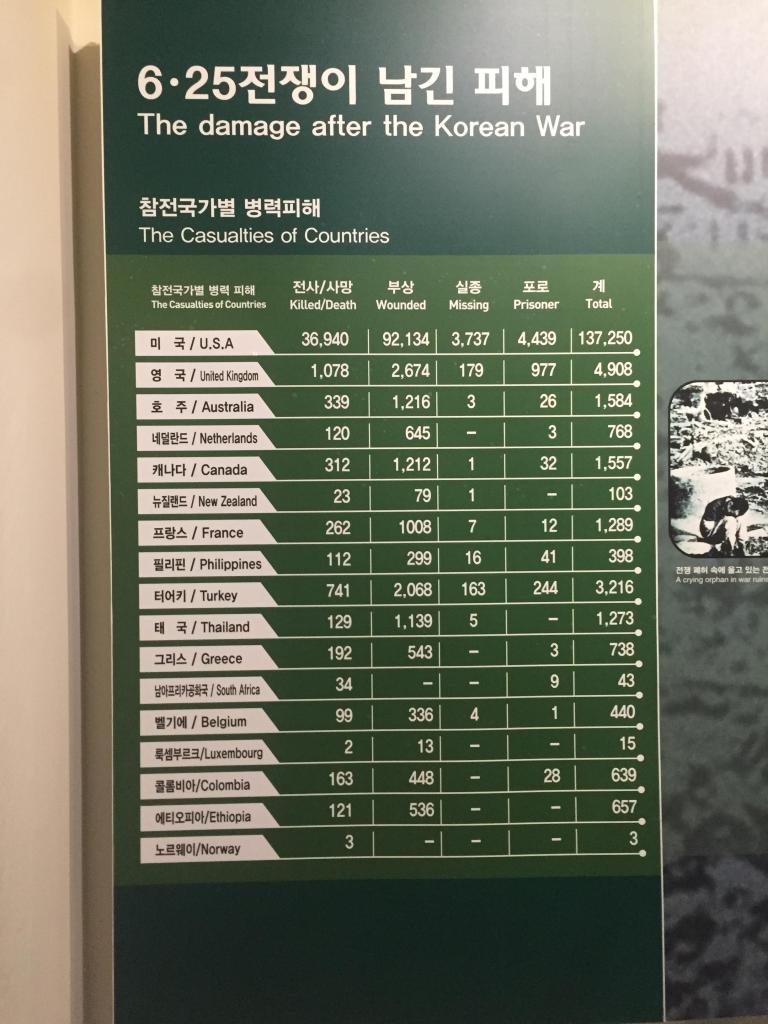 6·25전쟁이 남긴 피해
The damage after the Korean War
참전국가별 병력피해
The Casualties of Countries
참전국가별 병력 피해 전사/사망 부상 실종 포로 계
The Casualties of Countries Killed/Death Wounded Missing Prisoner Total
미 국 / U.S.A 36,940 92,134 3,737 4,439 137,250
영 국 / United Kingdom 1,078 2,674 179 977 4,908
호 주 / Australia 339 1,216 3 26 1,584
네덜란드 / Netherlands 120 645 – 3 768
캐나다 / Canada 312 1,212 1 32 1,557
뉴질랜드 / New Zealand 23 79 1 – 103
프랑스 / France 262 1008 7 12 1,289
필리핀 / Philippines 112 299 16 41 398
터어키 / Turkey 741 2,068 163 244 3,216
태 국 / Thailand 129 1,139 5 – 1,273
그리스 / Greece 192 543 – 3 738
남아프리카공화국 / South Africa 34 – – 9 43
벨기에 / Belgium 99 336 4 1 440
룩셈부르크/Luxembourg 2 13 – – 15
콜롬비아/Colombia 163 448 – 28 639
에티오피아/Ethiopia 121 536 – – 657
노르웨이/Norway 3 – – – 3
전쟁 폐허 속에 울고 있는 전
A crying orphan in war ruins